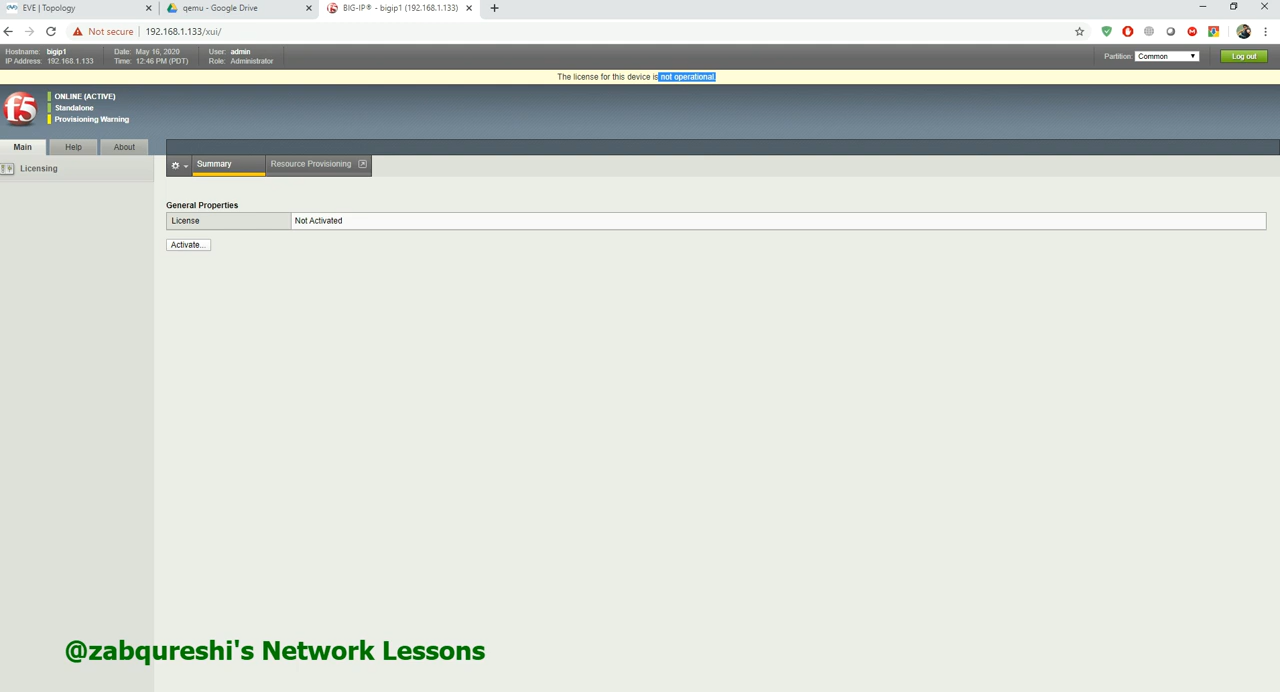 EVE | Topology
qemu - Google Drive
BIG-IP® - bigip1 (192.168.1.133)
Not secure | 192.168.1.133/xui/
Hostname: bigip1
IP Address: 192.168.1.133
Date: May 16, 2020
Time: 12:46 PM (PDT)
User: admin
Role: Administrator
Partition: Common
Log out
The license for this device is not operational.
f5
ONLINE (ACTIVE)
Standalone
Provisioning Warning
Main
Help
About
Licensing
Summary
Resource Provisioning
General Properties
License
Not Activated
Activate...
@zabqureshi's Network Lessons